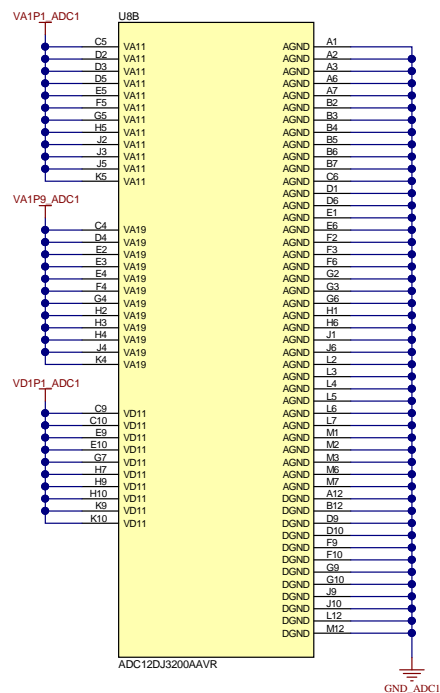 VA1P1_ADC1
U8B
C5 VA11
D2 VA11
D3 VA11
D5 VA11
E5 VA11
F5 VA11
G5 VA11
H5 VA11
J2 VA11
J3 VA11
J5 VA11
K5 VA11
VA1P9_ADC1
C4 VA19
D4 VA19
E2 VA19
E3 VA19
E4 VA19
F4 VA19
G4 VA19
H2 VA19
H3 VA19
H4 VA19
J4 VA19
K4 VA19
VD1P1_ADC1
C9 VD11
C10 VD11
E9 VD11
E10 VD11
G7 VD11
H7 VD11
H9 VD11
H10 VD11
K9 VD11
K10 VD11
AGND A1
AGND A2
AGND A3
AGND A6
AGND A7
AGND B2
AGND B3
AGND B4
AGND B5
AGND B6
AGND B7
AGND C6
AGND D1
AGND D6
AGND E1
AGND E6
AGND F2
AGND F3
AGND F6
AGND G2
AGND G3
AGND G6
AGND H1
AGND H6
AGND J1
AGND J6
AGND L2
AGND L3
AGND L4
AGND L5
AGND L6
AGND L7
AGND M1
AGND M2
AGND M3
AGND M6
AGND M7
DGND A12
DGND B12
DGND D9
DGND D10
DGND F9
DGND F10
DGND G9
DGND G10
DGND J9
DGND J10
DGND L12
DGND M12
ADC12DJ3200AAVR
GND_ADC1